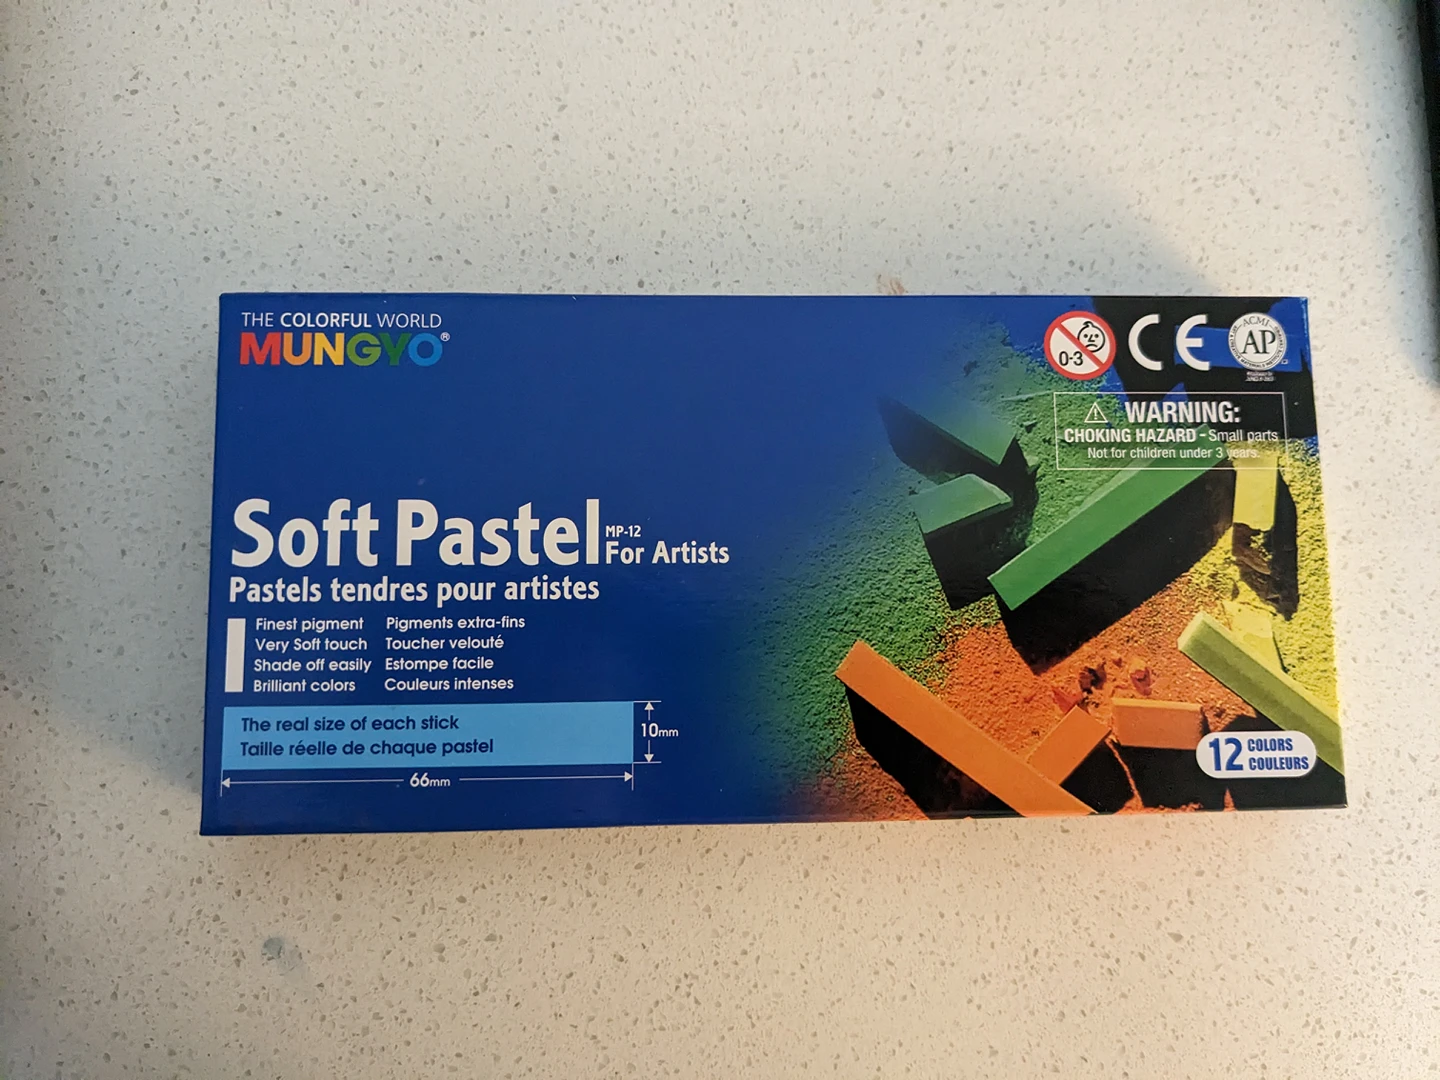 THE COLORFUL WORLD
MUNGYO®
0-3
CE
ACMI
AP
WARNING:
CHOKING HAZARD - Small parts
Not for children under 3 years.
Soft Pastel
MP-12
For Artists
Pastels tendres pour artistes
Finest pigment Pigments extra-fins
Very Soft touch Toucher velouté
Shade off easily Estompe facile
Brilliant colors Couleurs intenses
The real size of each stick
Taille réelle de chaque pastel
10mm
66mm
12 COLORS
COULEURS